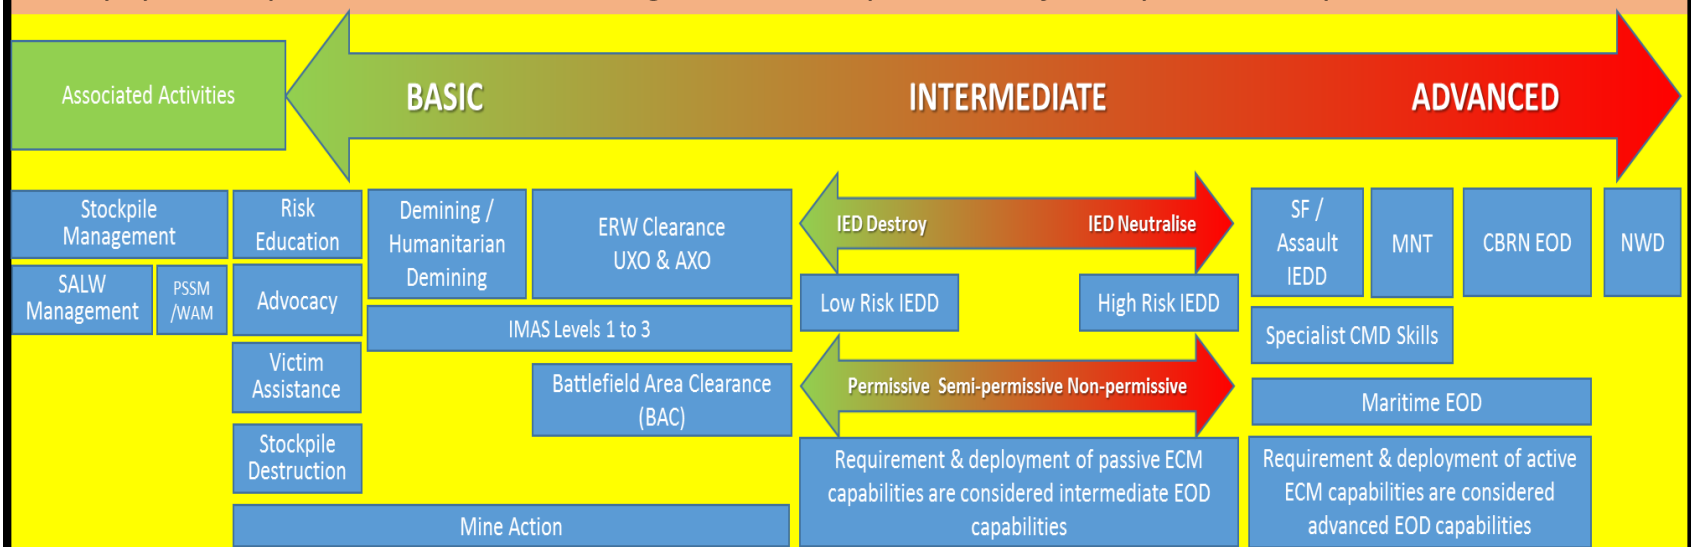 Associated Activities
BASIC
INTERMEDIATE
ADVANCED
Stockpile
Management
Risk
Education
Demining /
Humanitarian
Demining
ERW Clearance
UXO & AXO
IED Destroy
IED Neutralise
SF /
Assault
IEDD
MNT
CBRN EOD
NWD
SALW
Management
PSSM
/WAM
Advocacy
Low Risk IEDD
High Risk IEDD
IMAS Levels 1 to 3
Specialist CMD Skills
Victim
Assistance
Battlefield Area Clearance
(BAC)
Permissive Semi-permissive Non-permissive
Maritime EOD
Stockpile
Destruction
Requirement & deployment of passive ECM
capabilities are considered intermediate EOD
capabilities
Requirement & deployment of active
ECM capabilities are considered
advanced EOD capabilities
Mine Action